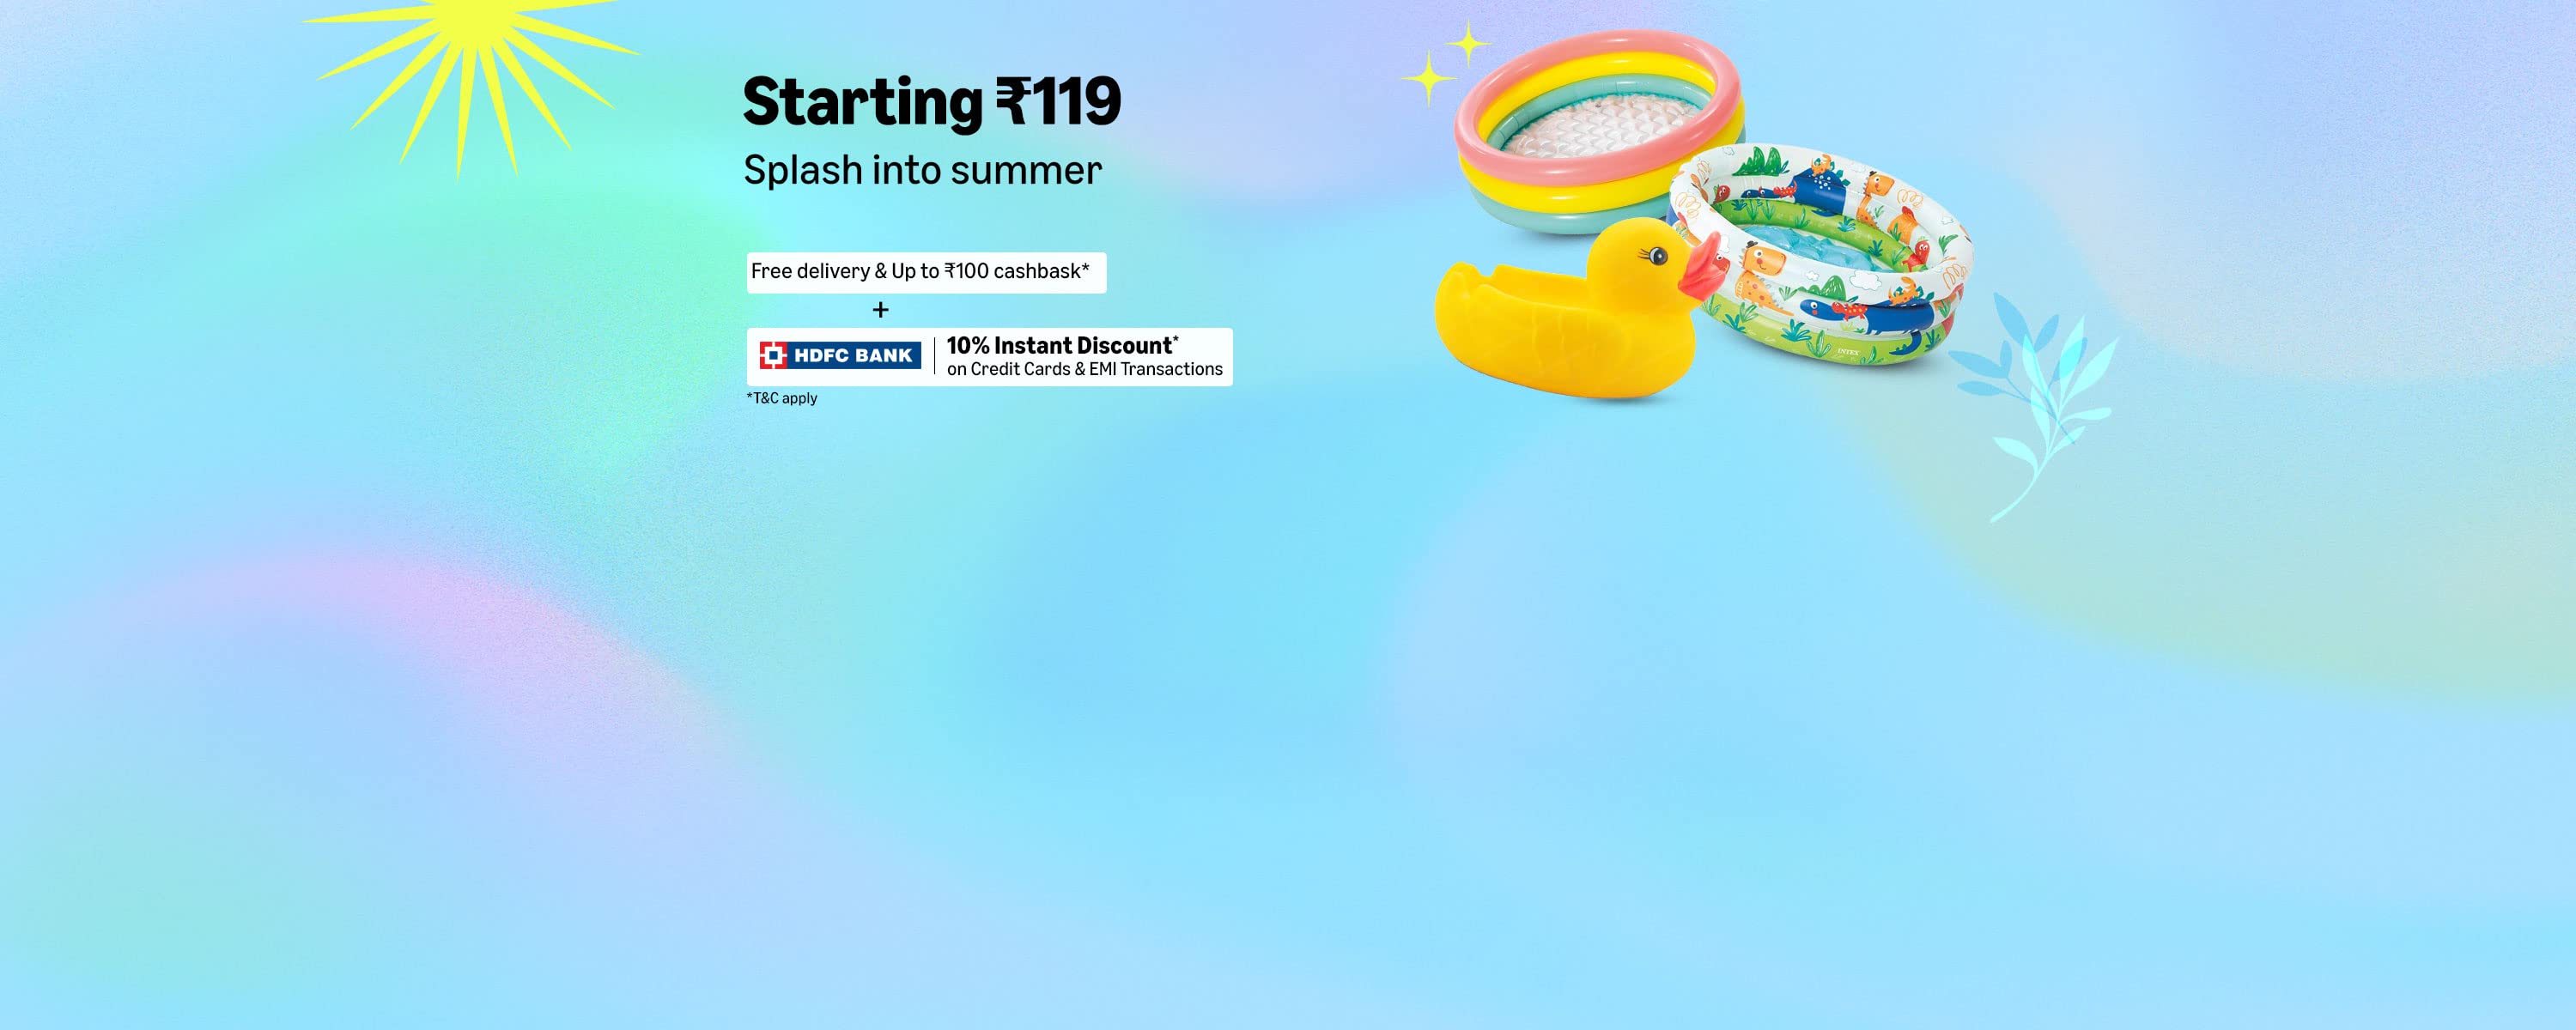 Starting ₹119
Splash into summer
Free delivery & Up to ₹100 cashbask*
+
HDFC BANK
10% Instant Discount*
on Credit Cards & EMI Transactions
*T&C apply
INTEX